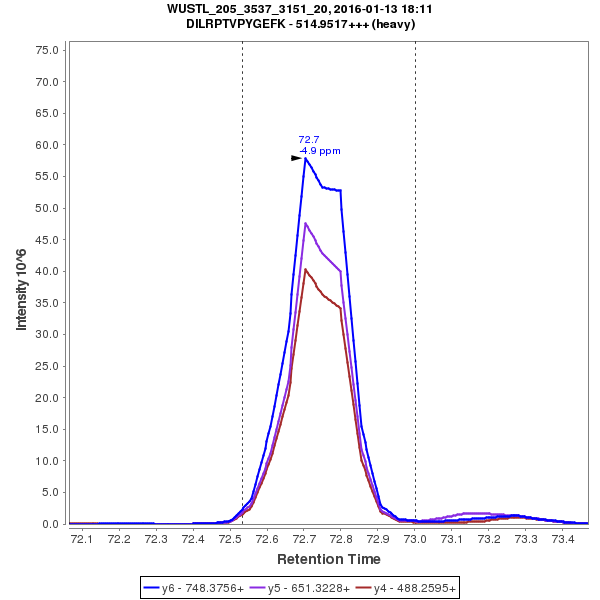 WUSTL_205_3537_3151_20, 2016-01-13 18:11
DILRPTVPYGEFK - 514.9517+++ (heavy)
75.0
70.0
65.0
60.0
55.0
50.0
45.0
40.0
35.0
30.0
25.0
20.0
15.0
10.0
5.0
0.0
Intensity 10^6
72.7
-4.9 ppm
72.1 72.2 72.3 72.4 72.5 72.6 72.7 72.8 72.9 73.0 73.1 73.2 73.3 73.4
Retention Time
y6 - 748.3756+ y5 - 651.3228+ y4 - 488.2595+